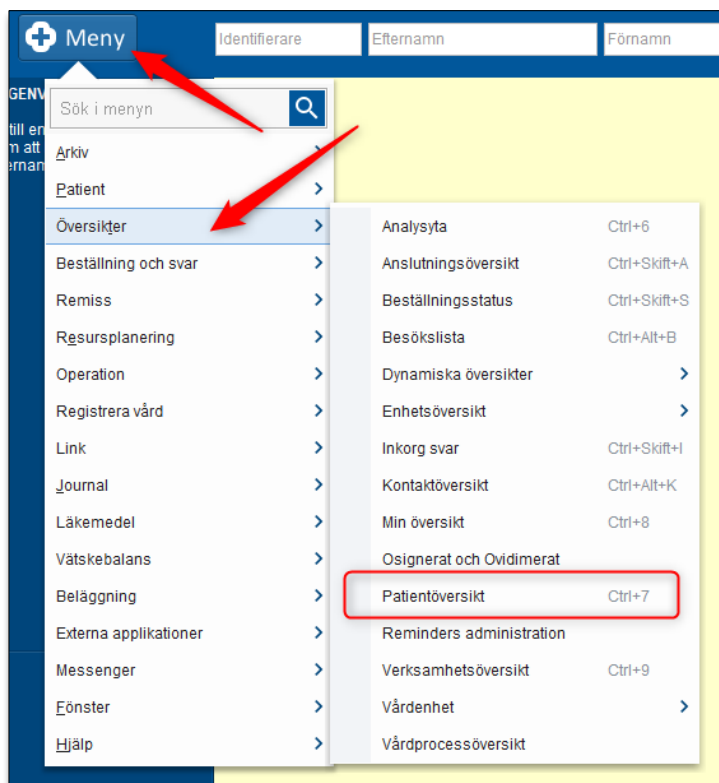 Meny
Identifierare
Efternamn
Förnamn
GENV
till en
m att
ernam
Sök i menyn
Arkiv
Patient
Översikter
Beställning och svar
Remiss
Resursplanering
Operation
Registrera vård
Link
Journal
Läkemedel
Vätskebalans
Beläggning
Externa applikationer
Messenger
Fönster
Hjälp
Analysyta Ctrl+6
Anslutningsöversikt Ctrl+Skift+A
Beställningsstatus Ctrl+Skift+S
Besökslista Ctrl+Alt+B
Dynamiska översikter
Enhetsöversikt
Inkorg svar Ctrl+Skift+I
Kontaktöversikt Ctrl+Alt+K
Min översikt Ctrl+8
Osignerat och Ovidimerat
Patientöversikt Ctrl+7
Reminders administration
Verksamhetsöversikt Ctrl+9
Vårdenhet
Vårdprocessöversikt